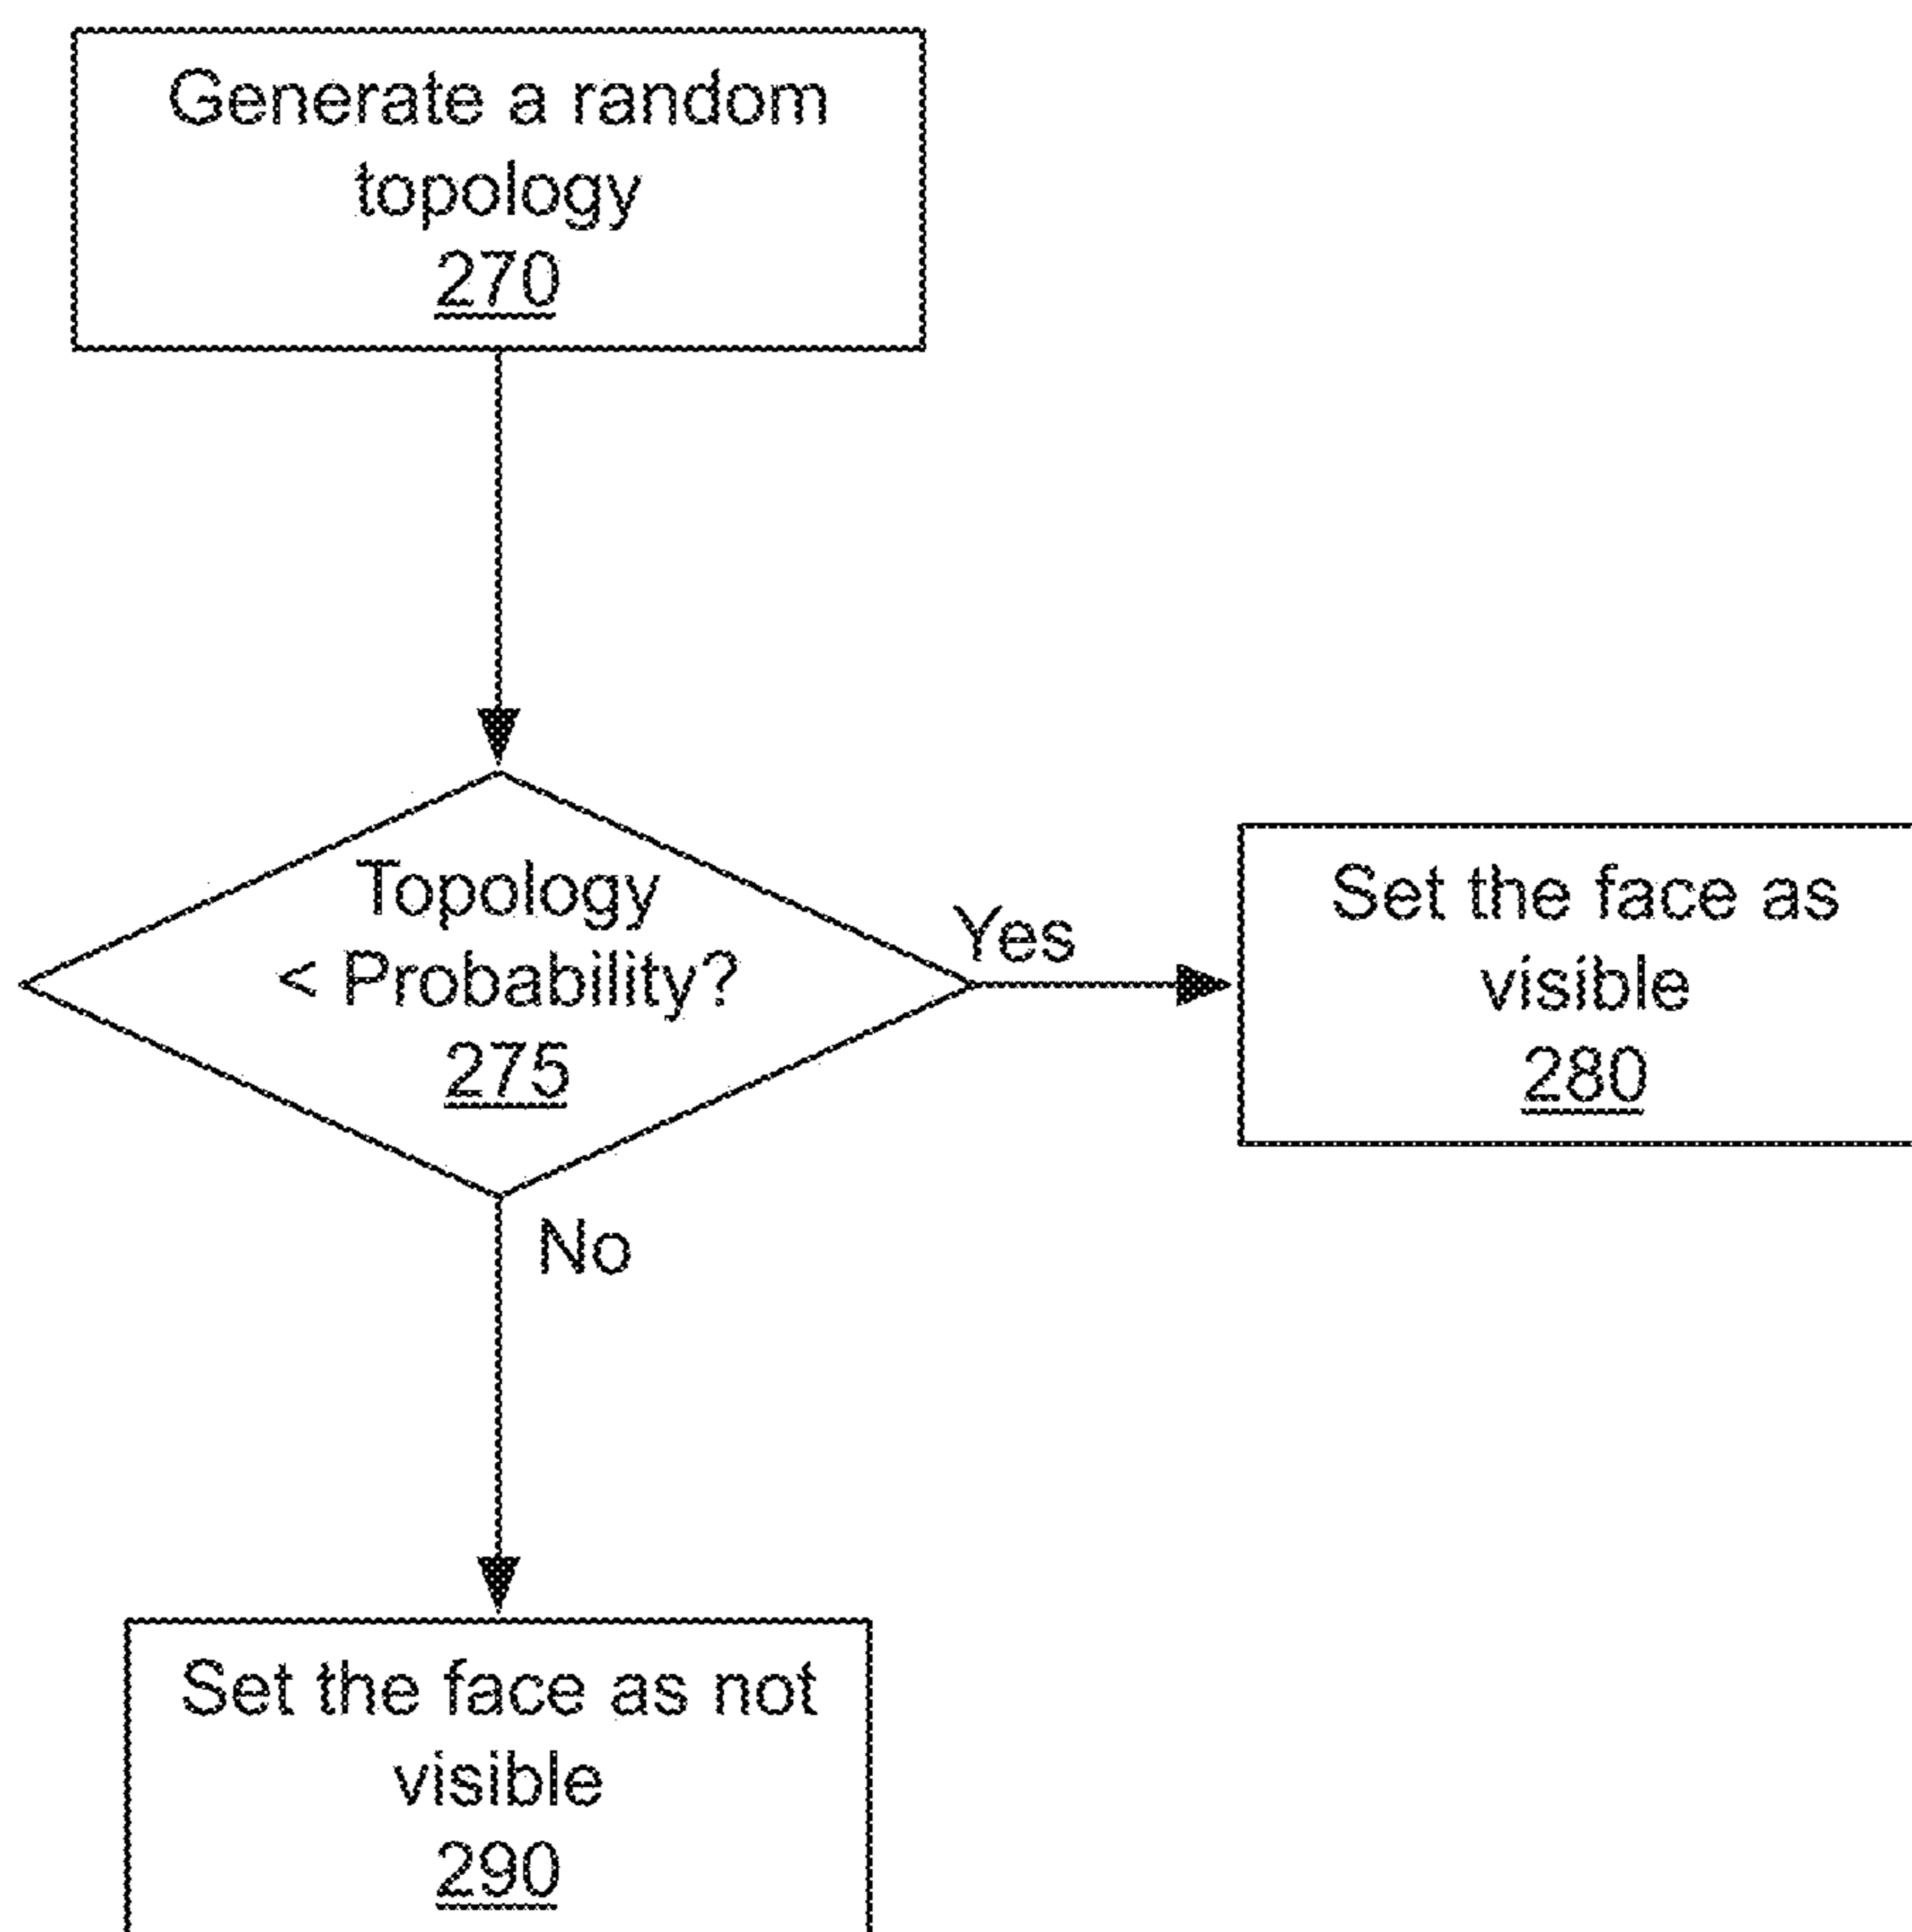 Generate a random
topology
270
Topology
< Probability?
275
Yes
Set the face as
visible
280
No
Set the face as not
visible
290